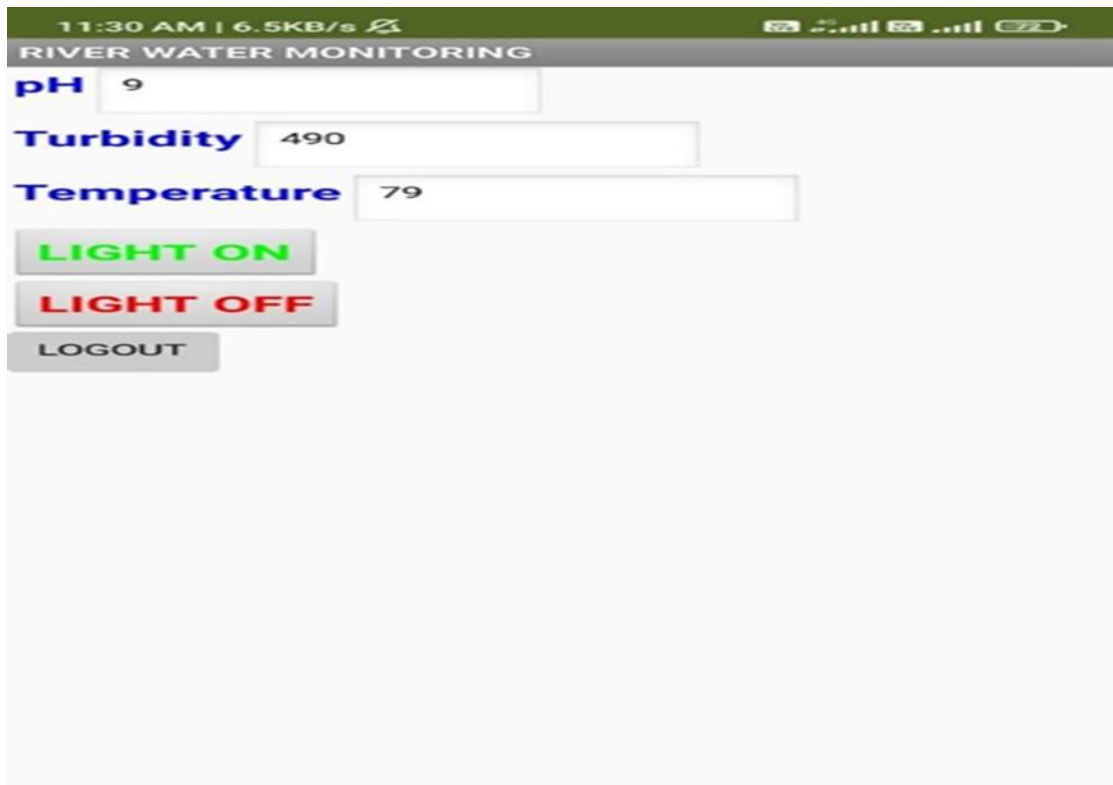 11:30 AM | 6.5KB/s
RIVER WATER MONITORING
pH 9
Turbidity 490
Temperature 79
LIGHT ON
LIGHT OFF
LOGOUT